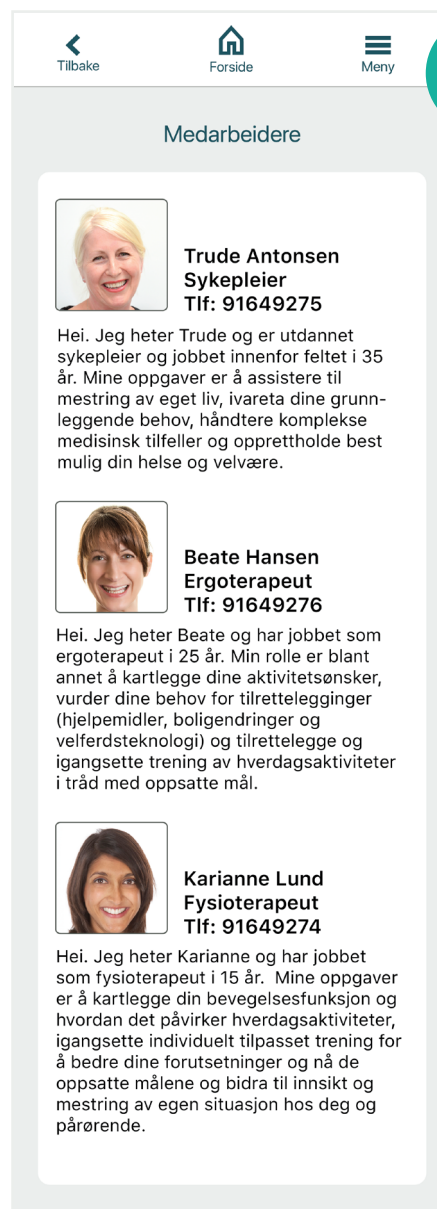 Tilbake
Forside
Meny
Medarbeidere
Trude Antonsen
Sykepleier
Tlf: 91649275
Hei. Jeg heter Trude og er utdannet
sykepleier og jobbet innenfor feltet i 35
år. Mine oppgaver er å assistere til
mestring av eget liv, ivareta dine grunn-
leggende behov, håndtere komplekse
medisinsk tilfeller og opprettholde best
mulig din helse og velvære.
Beate Hansen
Ergoterapeut
Tlf: 91649276
Hei. Jeg heter Beate og har jobbet som
ergoterapeut i 25 år. Min rolle er blant
annet å kartlegge dine aktivitetsønsker,
vurder dine behov for tilrettelegginger
(hjelpemidler, boligendringer og
velferdsteknologi) og tilrettelegge og
igangsette trening av hverdagsaktiviteter
i tråd med oppsatte mål.
Karianne Lund
Fysioterapeut
Tlf: 91649274
Hei. Jeg heter Karianne og har jobbet
som fysioterapeut i 15 år.  Mine oppgaver
er å kartlegge din bevegelsesfunksjon og
hvordan det påvirker hverdagsaktiviteter,
igangsette individuelt tilpasset trening for
å bedre dine forutsetninger og nå de
oppsatte målene og bidra til innsikt og
mestring av egen situasjon hos deg og
pårørende.